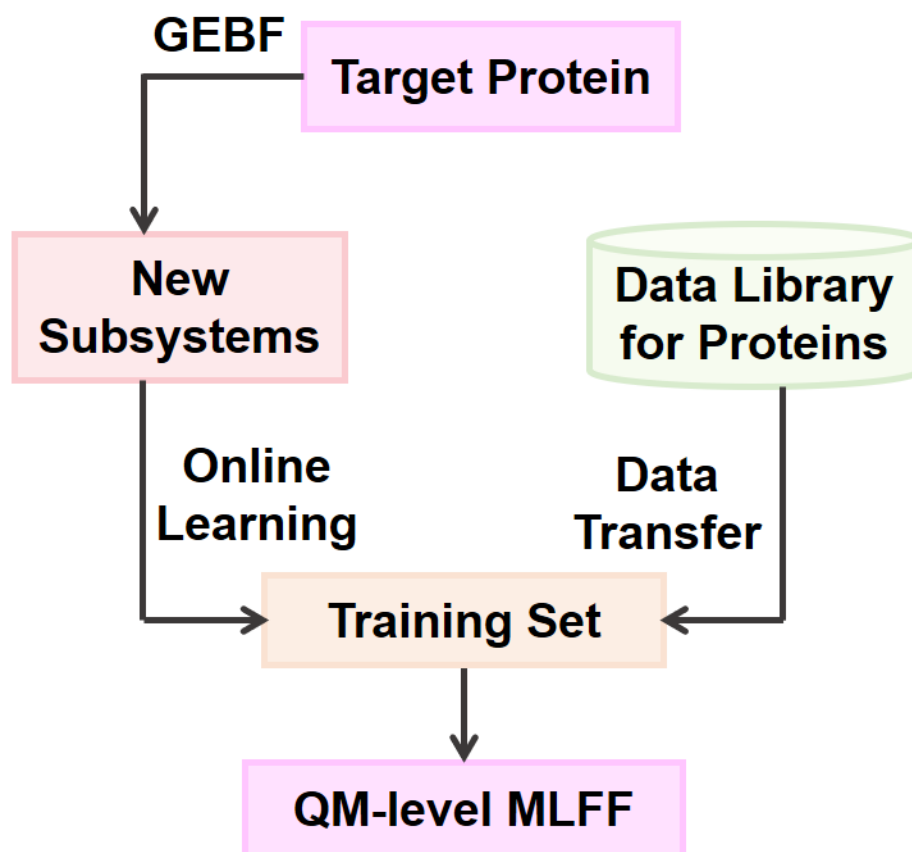 GEBF
Target Protein
New
Subsystems
Data Library
for Proteins
Online
Learning
Data
Transfer
Training Set
QM-level MLFF